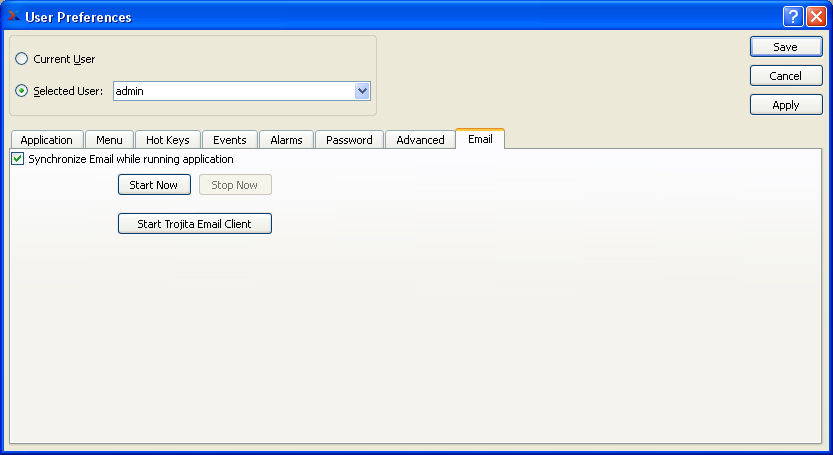 User Preferences
Current User
Save
Selected User: admin
Cancel
Apply
Application Menu Hot Keys Events Alarms Password Advanced Email
Synchronize Email while running application
Start Now Stop Now
Start Trojita Email Client